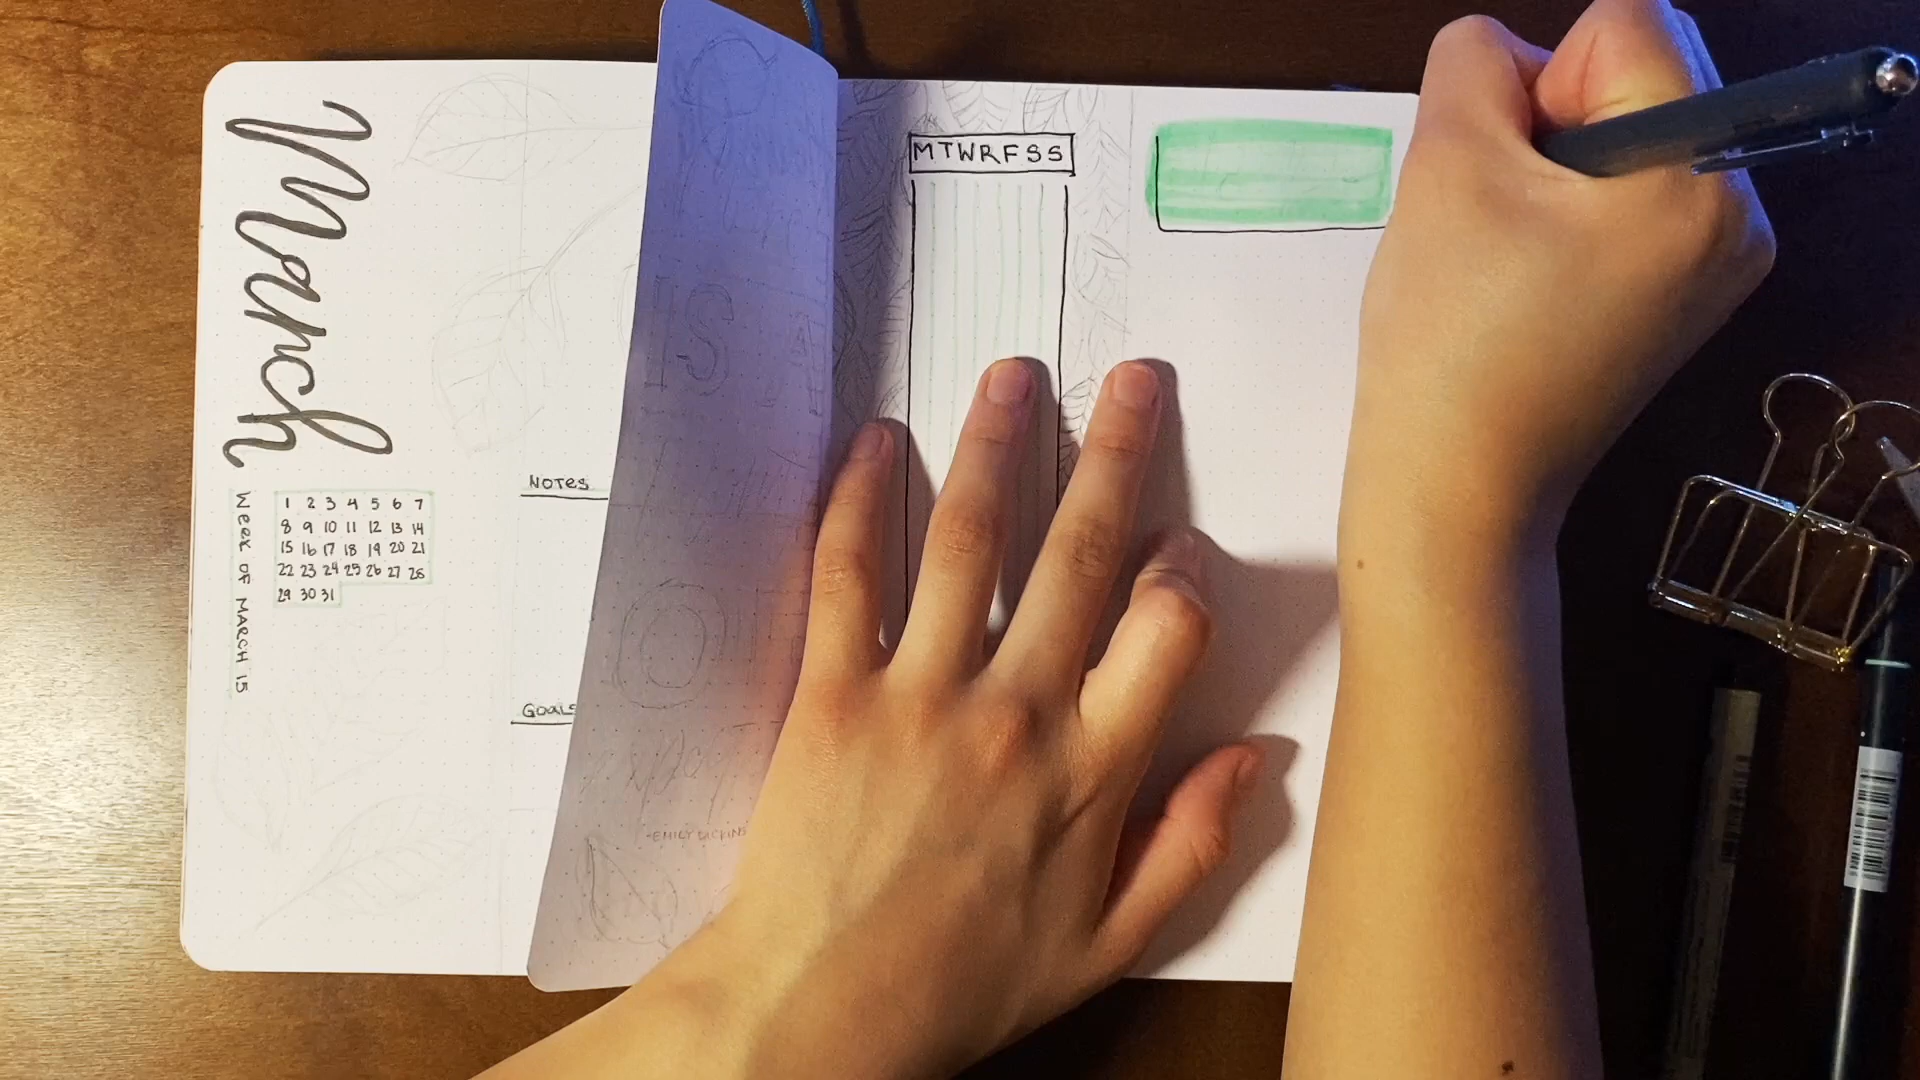 March
WEEK OF MARCH 15
1 2 3 4 5 6 7
8 9 10 11 12 13 14
15 16 17 18 19 20 21
22 23 24 25 26 27 28
29 30 31
NOTES
GOALS
IS A
-EMILY DICKINS
MTWRFSS